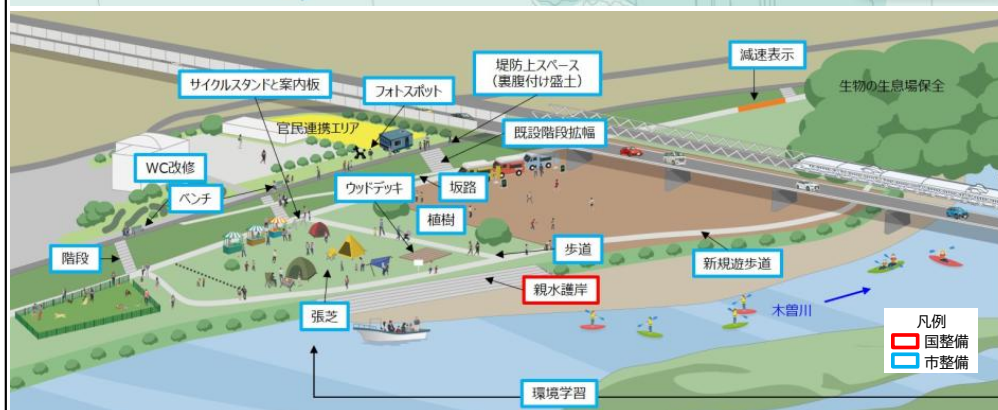 減速表示
堤防上スペース
（裏腹付け盛土）
サイクルスタンドと案内板
フォトスポット
生物の生息場保全
官民連携エリア
既設階段拡幅
WC改修
ベンチ
ウッドデッキ
坂路
植樹
階段
歩道
新規遊歩道
親水護岸
張芝
木曽川
凡例
国整備
市整備
環境学習